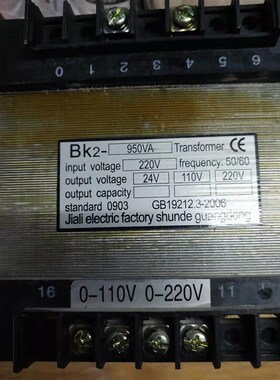 0 1 2 4 5 6
Bk2- 950VA Transformer CE
input voltage 220V frequency: 50/60
output voltage 24V 110V 220V
output capacity
standard 0903 GB19212.3-2006
Jiali electric factory shunde guangdong
16 0-110V 0-220V 11